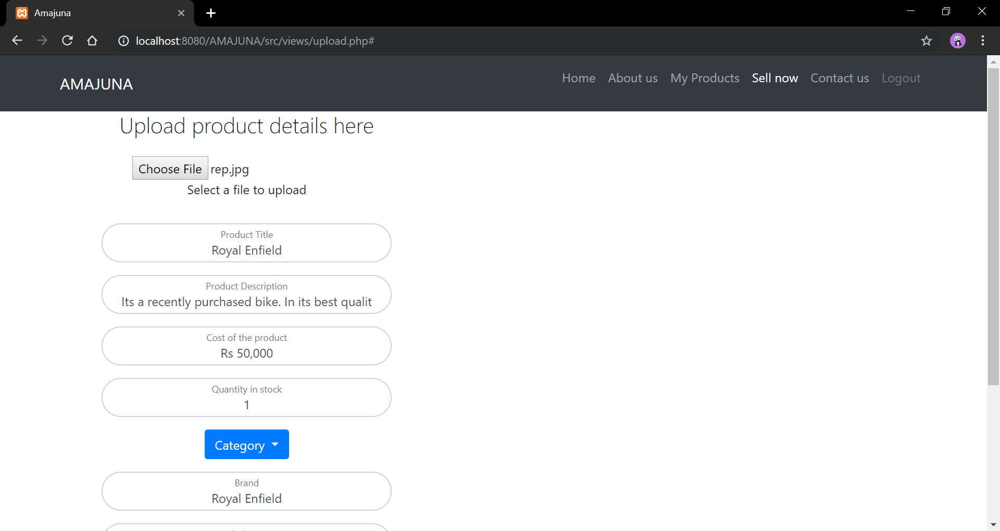 Amajuna
localhost:8080/AMAJUNA/src/views/upload.php#
AMAJUNA
Home About us My Products Sell now Contact us Logout
Upload product details here
Choose File rep.jpg
Select a file to upload
Product Title
Royal Enfield
Product Description
Its a recently purchased bike. In its best qualit
Cost of the product
Rs 50,000
Quantity in stock
1
Category
Brand
Royal Enfield